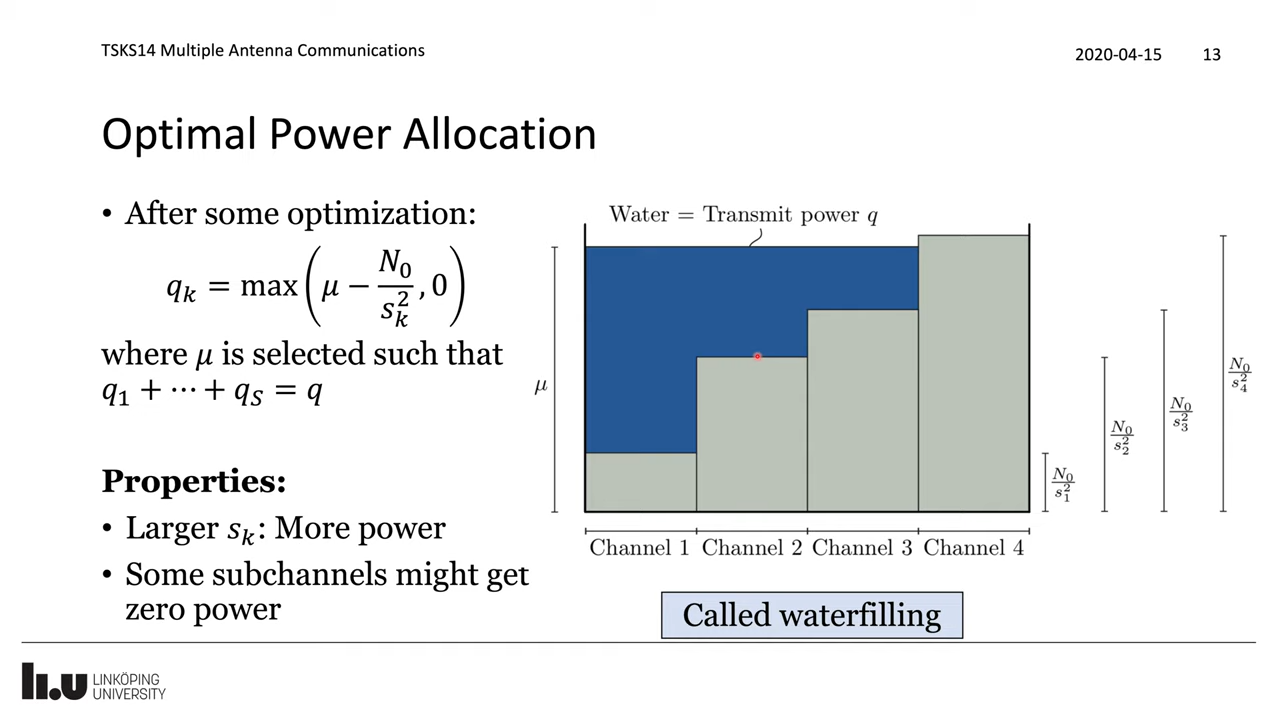 TSKS14 Multiple Antenna Communications
2020-04-15 13
Optimal Power Allocation
• After some optimization:
q_k = max(μ − N_0/s_k^2, 0)
where μ is selected such that
q_1 + ⋯ + q_S = q
Properties:
• Larger s_k: More power
• Some subchannels might get
zero power
Water = Transmit power q
μ
N_0/s_1^2
N_0/s_2^2
N_0/s_3^2
N_0/s_4^2
Channel 1 Channel 2 Channel 3 Channel 4
Called waterfilling
li.u LINKÖPING
UNIVERSITY